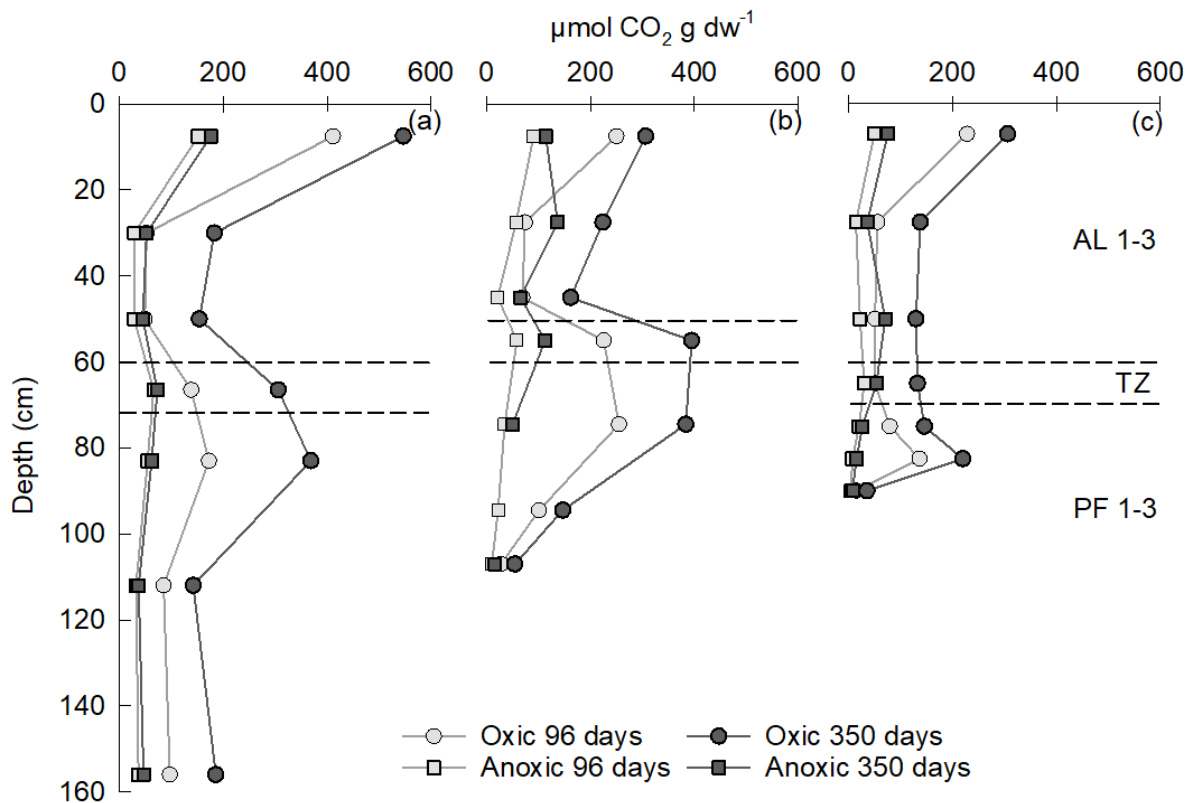 µmol CO₂ g dw⁻¹
0 200 400 600 0 200 400 600 0 200 400 600
0
20
40
60
80
100
120
140
160
Depth (cm)
(a) (b) (c)
AL 1-3
TZ
PF 1-3
Oxic 96 days Oxic 350 days
Anoxic 96 days Anoxic 350 days